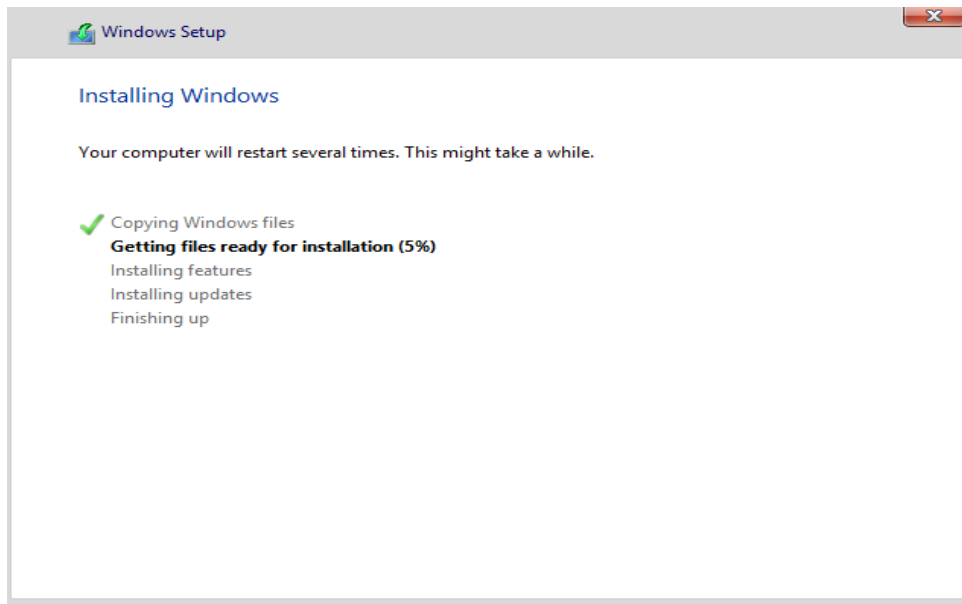 Windows Setup
Installing Windows
Your computer will restart several times. This might take a while.
Copying Windows files
Getting files ready for installation (5%)
Installing features
Installing updates
Finishing up